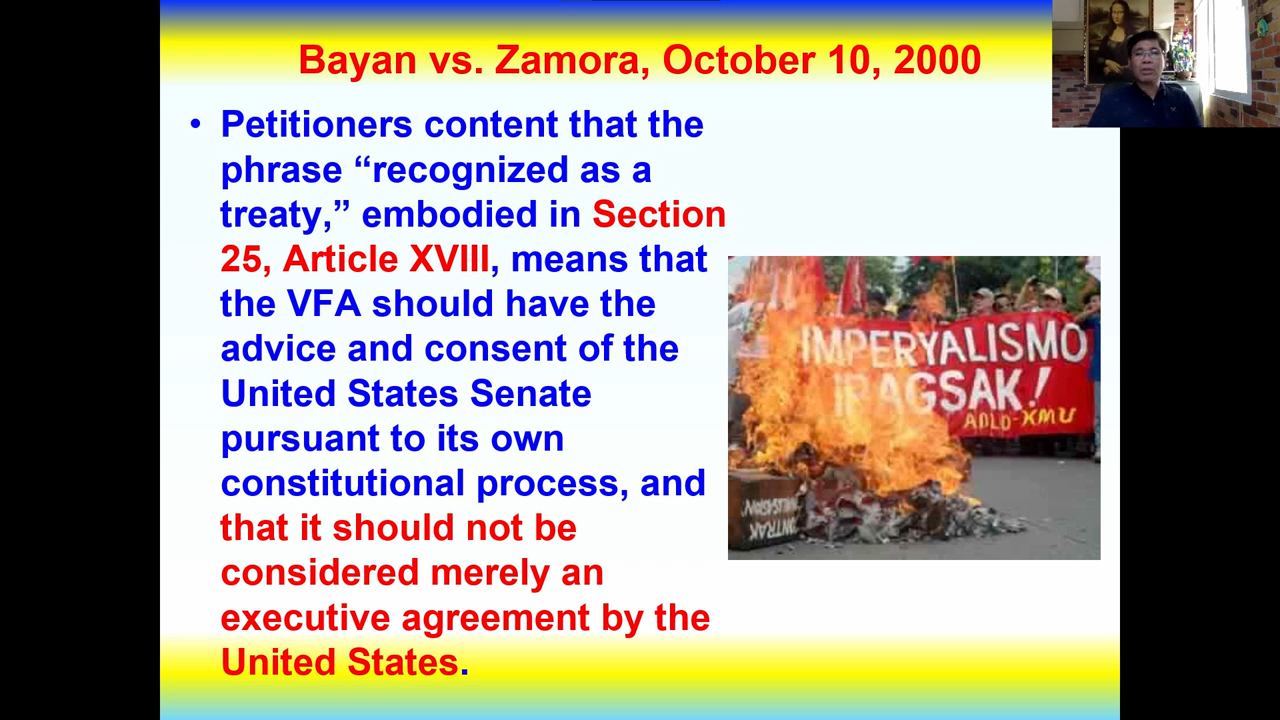 Bayan vs. Zamora, October 10, 2000
• Petitioners content that the
phrase “recognized as a
treaty,” embodied in Section
25, Article XVIII, means that
the VFA should have the
advice and consent of the
United States Senate
pursuant to its own
constitutional process, and
that it should not be
considered merely an
executive agreement by the
United States.
IMPERYALISMO
IBAGSAK!
ADLO-KMU